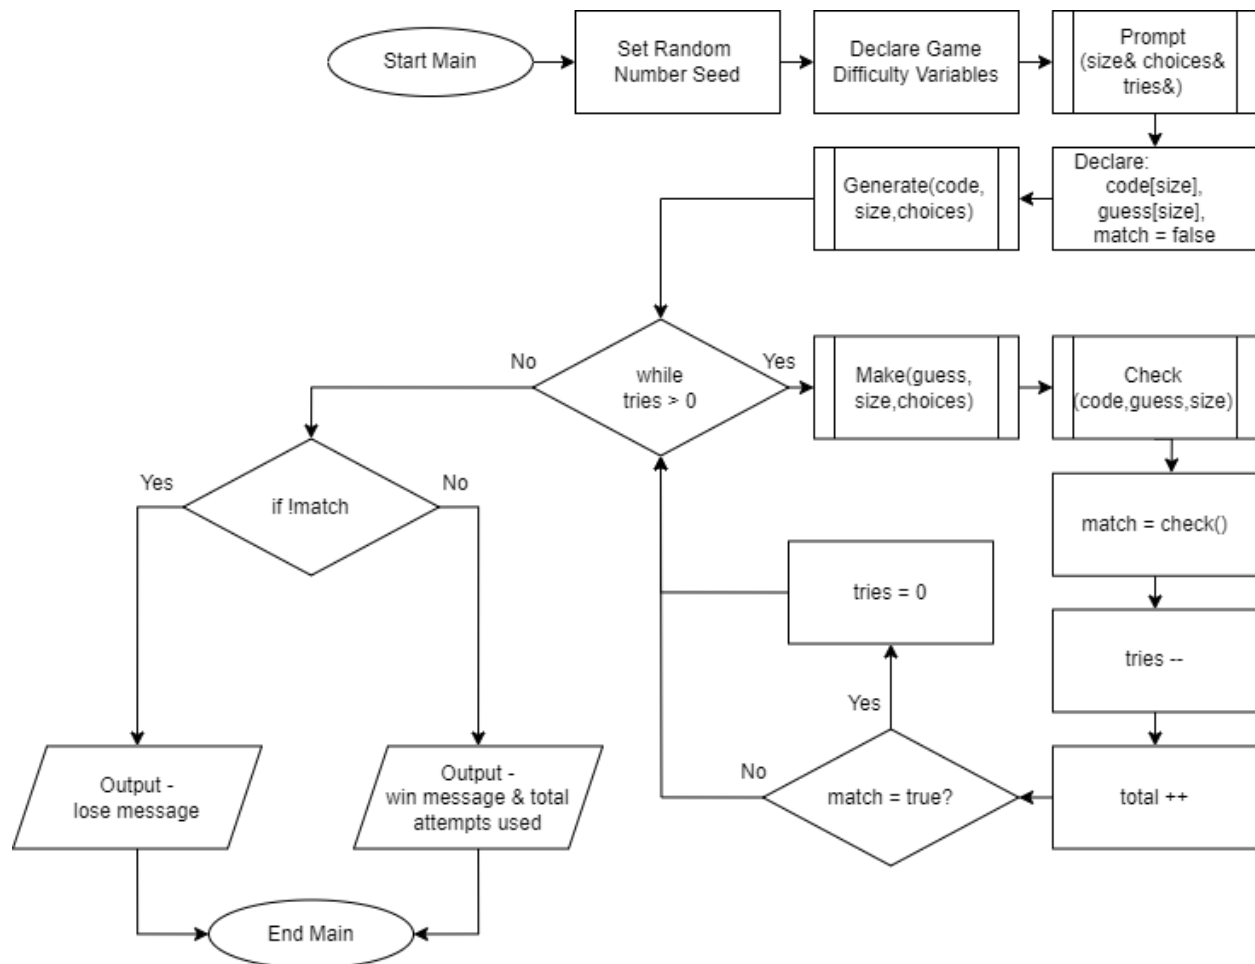 Start Main
Set Random
Number Seed
Declare Game
Difficulty Variables
Prompt
(size& choices&
tries&)
Declare:
code[size],
guess[size],
match = false
Generate(code,
size,choices)
while
tries > 0
No
Yes
Make(guess,
size,choices)
Check
(code,guess,size)
match = check()
tries --
total ++
match = true?
Yes
No
tries = 0
if !match
Yes
No
Output -
lose message
Output -
win message & total
attempts used
End Main